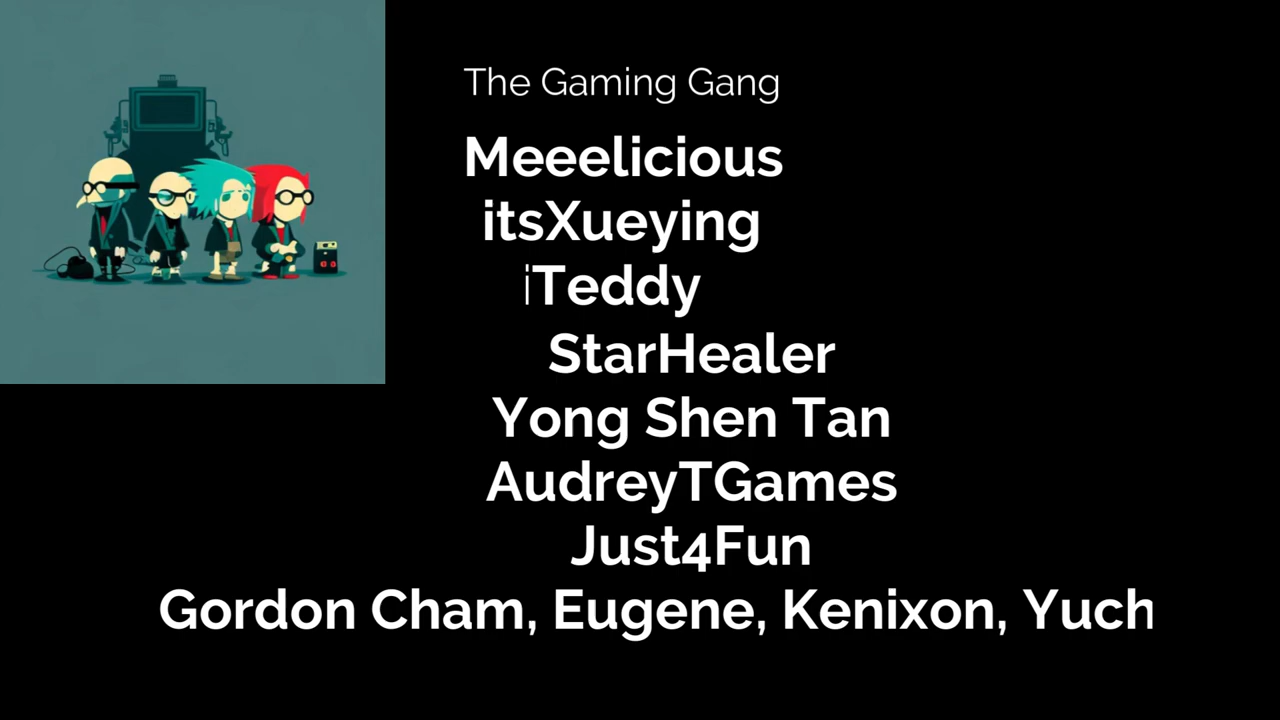 The Gaming Gang
Meeelicious
itsXueying
iTeddy
StarHealer
Yong Shen Tan
AudreyTGames
Just4Fun
Gordon Cham, Eugene, Kenixon, Yuch